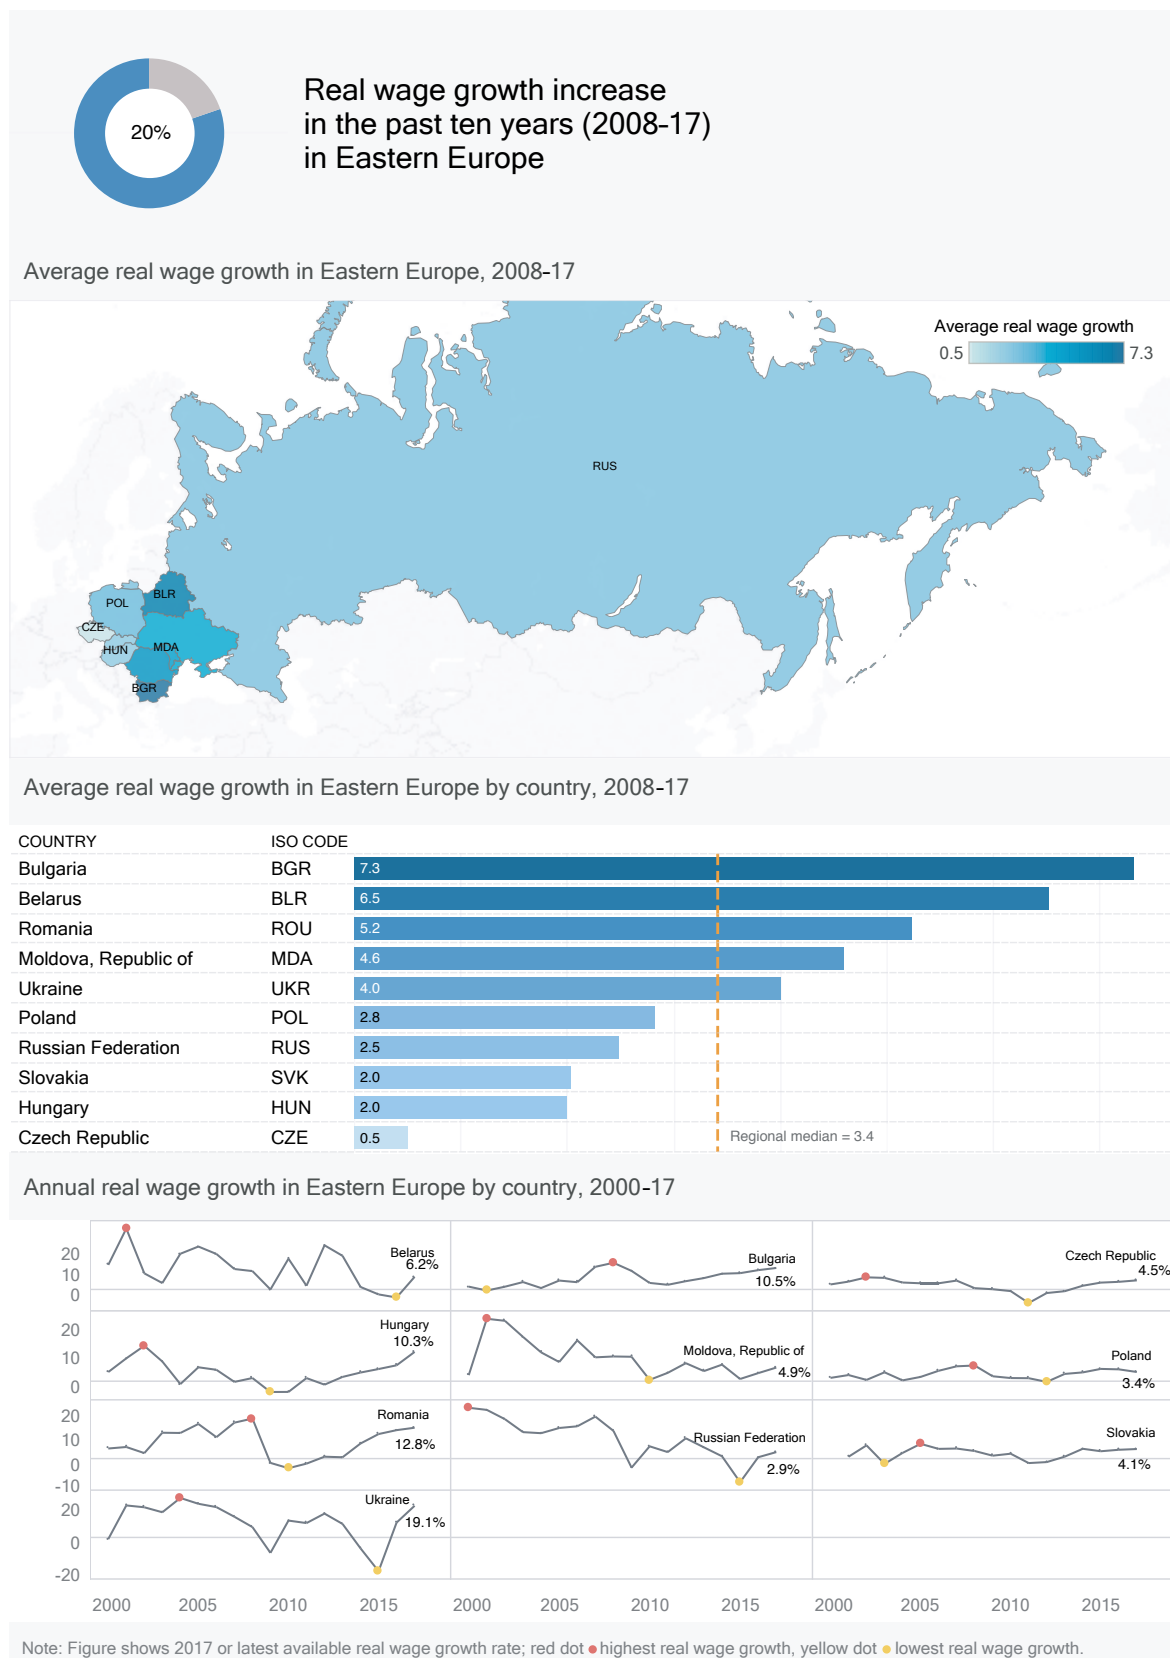 20%
Real wage growth increase
in the past ten years (2008-17)
in Eastern Europe
Average real wage growth in Eastern Europe, 2008-17
Average real wage growth
0.5 7.3
RUS
BLR
POL
CZE
HUN
MDA
BGR
Average real wage growth in Eastern Europe by country, 2008-17
COUNTRY ISO CODE
Bulgaria BGR 7.3
Belarus BLR 6.5
Romania ROU 5.2
Moldova, Republic of MDA 4.6
Ukraine UKR 4.0
Poland POL 2.8
Russian Federation RUS 2.5
Slovakia SVK 2.0
Hungary HUN 2.0
Czech Republic CZE 0.5
Regional median = 3.4
Annual real wage growth in Eastern Europe by country, 2000-17
20
10
0
Belarus
6.2%
Bulgaria
10.5%
Czech Republic
4.5%
20
10
0
Hungary
10.3%
Moldova, Republic of
4.9%
Poland
3.4%
20
10
0
-10
Romania
12.8%
Russian Federation
2.9%
Slovakia
4.1%
20
0
-20
Ukraine
19.1%
2000 2005 2010 2015 2000 2005 2010 2015 2000 2005 2010 2015
Note: Figure shows 2017 or latest available real wage growth rate; red dot ● highest real wage growth, yellow dot ● lowest real wage growth.